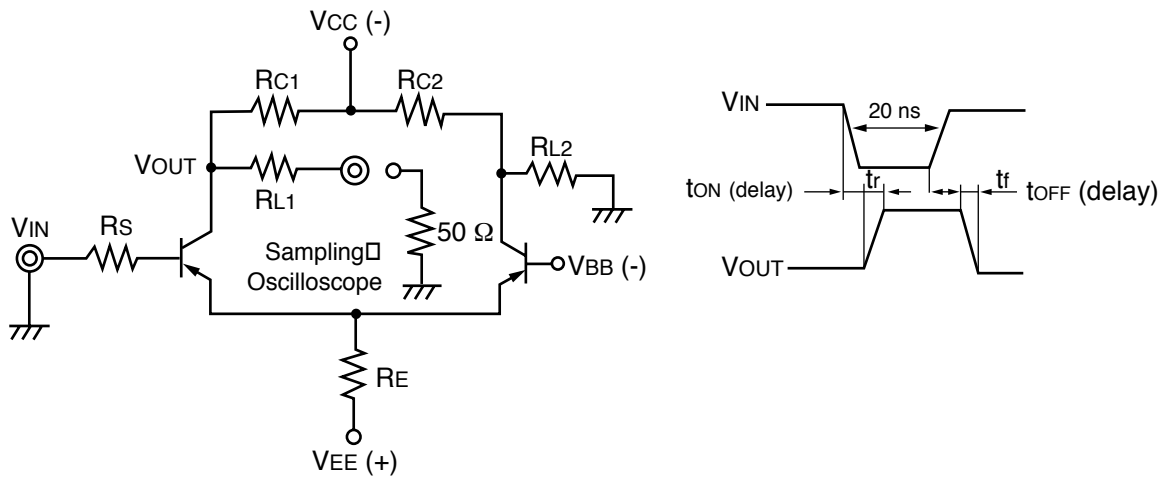 VCC (-)
RC1
RC2
VOUT
RL1
RL2
VIN
RS
50 Ω
Sampling□
Oscilloscope
VBB (-)
RE
VEE (+)
VIN
20 ns
tON (delay)
tr
tf
tOFF (delay)
VOUT